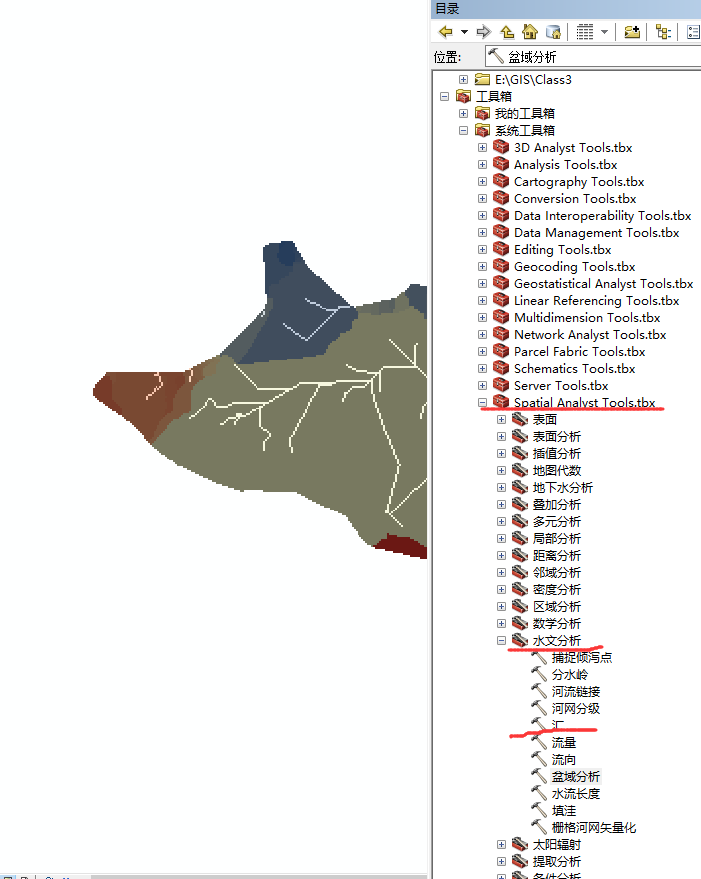 目录
位置: 盆域分析
E:\GIS\Class3
工具箱
我的工具箱
系统工具箱
3D Analyst Tools.tbx
Analysis Tools.tbx
Cartography Tools.tbx
Conversion Tools.tbx
Data Interoperability Tools.tbx
Data Management Tools.tbx
Editing Tools.tbx
Geocoding Tools.tbx
Geostatistical Analyst Tools.tbx
Linear Referencing Tools.tbx
Multidimension Tools.tbx
Network Analyst Tools.tbx
Parcel Fabric Tools.tbx
Schematics Tools.tbx
Server Tools.tbx
Spatial Analyst Tools.tbx
表面
表面分析
插值分析
地图代数
地下水分析
叠加分析
多元分析
局部分析
距离分析
邻域分析
密度分析
区域分析
数学分析
水文分析
捕捉倾泻点
分水岭
河流链接
河网分级
汇
流量
流向
盆域分析
水流长度
填洼
栅格河网矢量化
太阳辐射
提取分析
条件分析